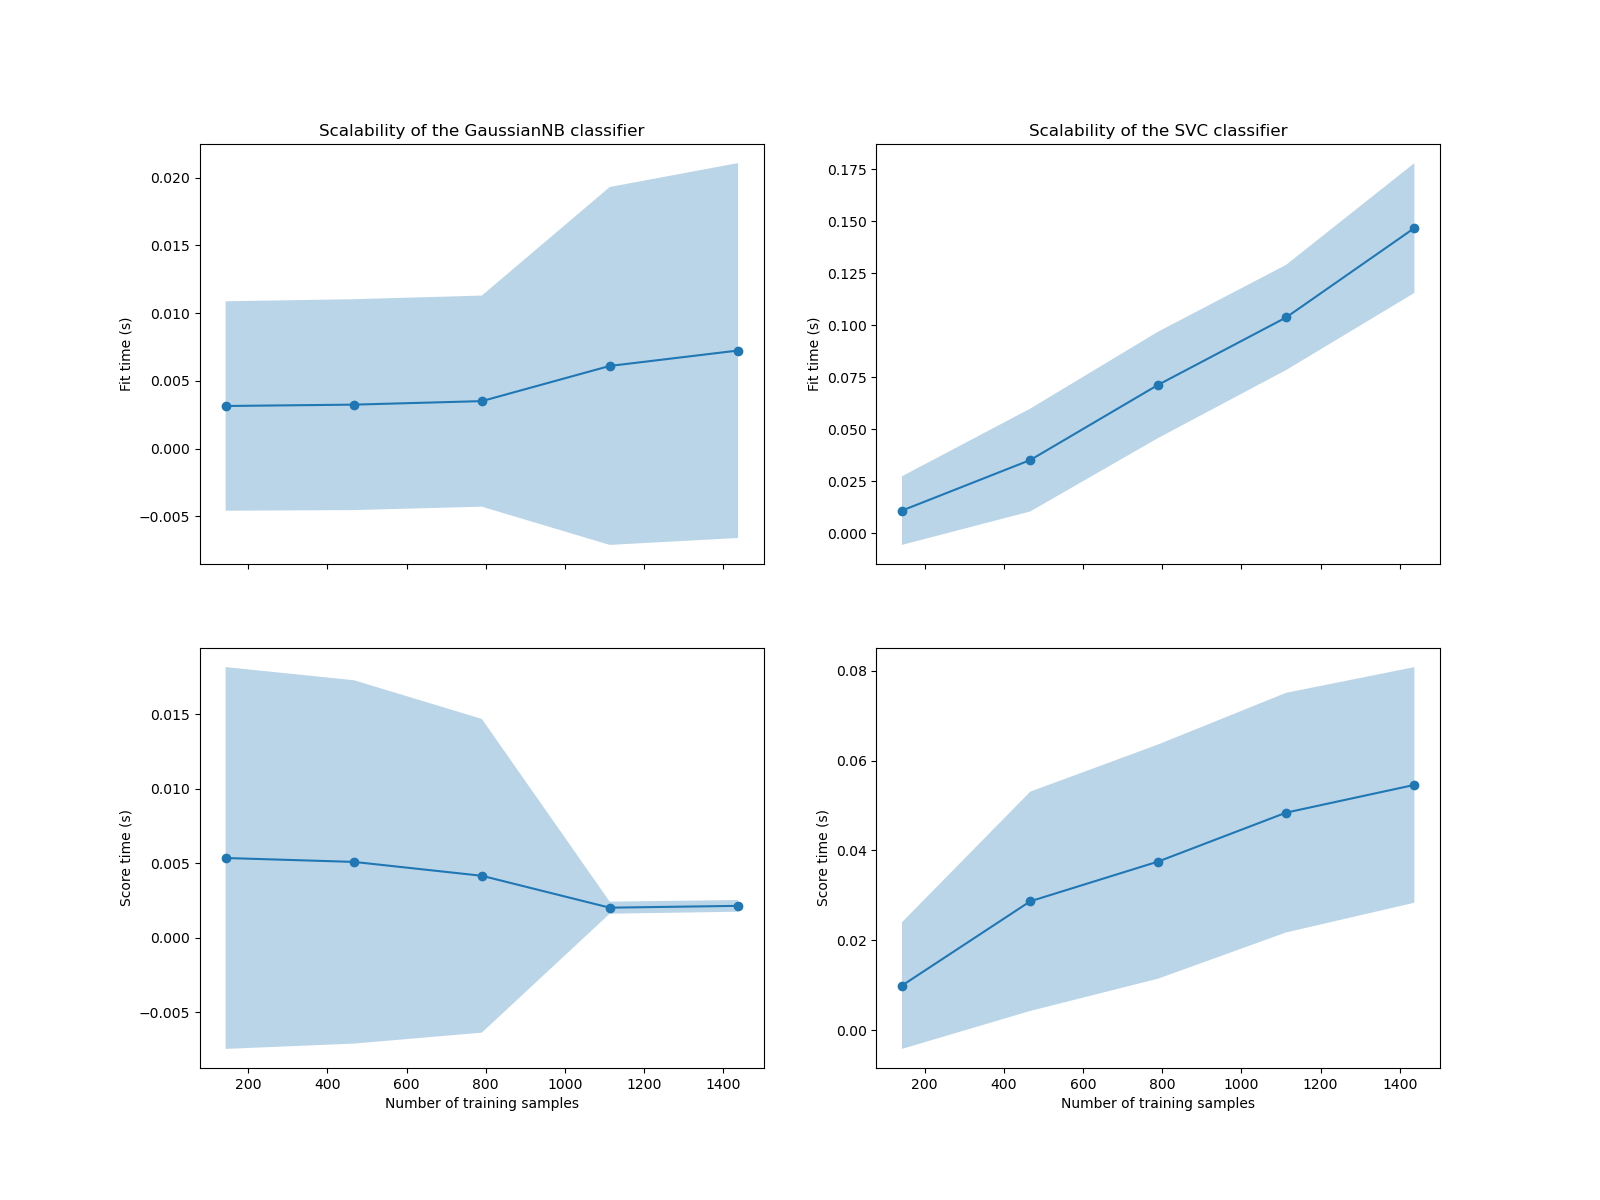 Scalability of the GaussianNB classifier
0.020
0.015
0.010
0.005
0.000
−0.005
Fit time (s)
Scalability of the SVC classifier
0.175
0.150
0.125
0.100
0.075
0.050
0.025
0.000
Fit time (s)
0.015
0.010
0.005
0.000
−0.005
Score time (s)
200 400 600 800 1000 1200 1400
Number of training samples
0.08
0.06
0.04
0.02
0.00
Score time (s)
200 400 600 800 1000 1200 1400
Number of training samples